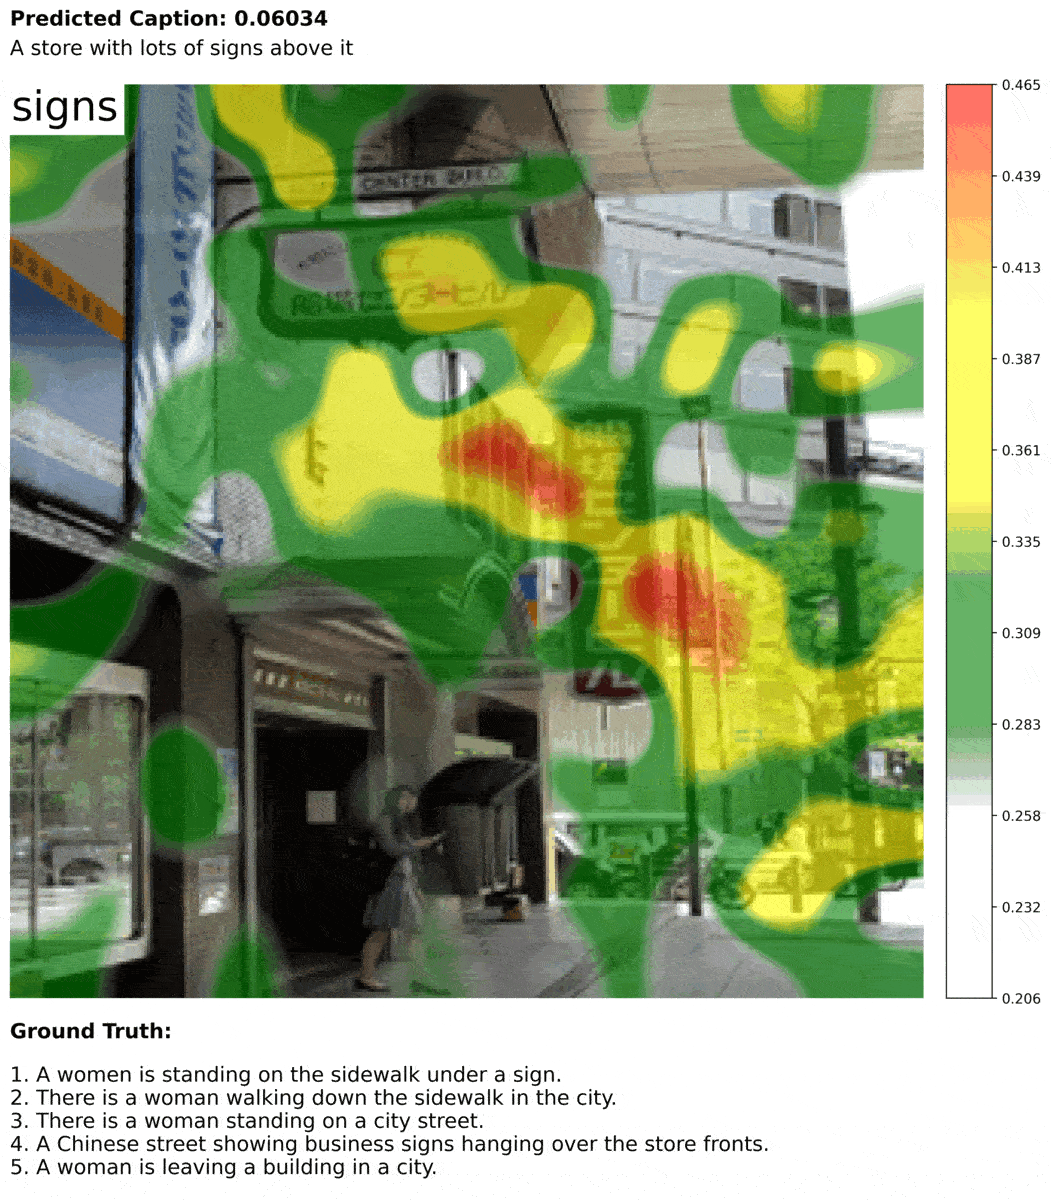 Predicted Caption: 0.06034
A store with lots of signs above it
signs
0.465
0.439
0.413
0.387
0.361
0.335
0.309
0.283
0.258
0.232
0.206
Ground Truth:
1. A women is standing on the sidewalk under a sign.
2. There is a woman walking down the sidewalk in the city.
3. There is a woman standing on a city street.
4. A Chinese street showing business signs hanging over the store fronts.
5. A woman is leaving a building in a city.